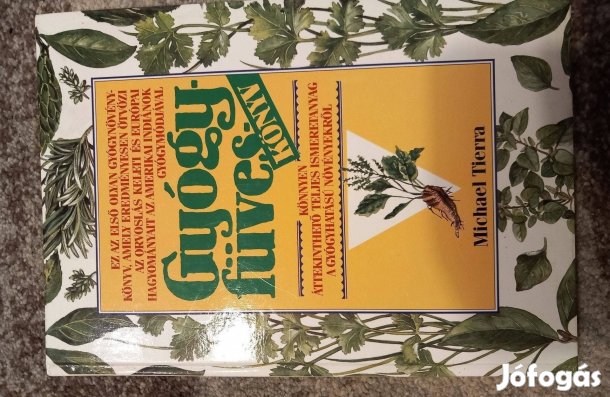 EZ AZ ELSŐ OLYAN GYÓGYNÖVÉNY-
KÖNYV, AMELY EREDMÉNYESEN ÖTVÖZI
AZ ORVOSLÁS KELETI ÉS EURÓPAI
HAGYOMÁNYAIT AZ AMERIKAI INDIÁNOK
GYÓGYMÓDJÁVAL
Gyógy-
füves-
KÖNYV
KÖNNYEN
ÁTTEKINTHETŐ TELJES ISMERETANYAG
A GYÓGYHATÁSÚ NÖVÉNYEKRŐL
Michael Tierra
Jófogás